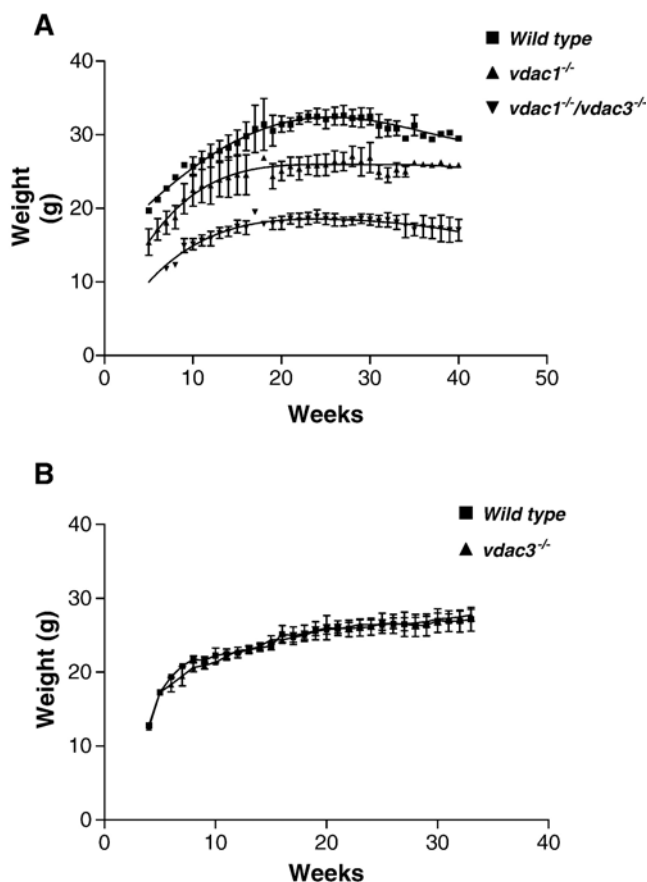 A
Wild type
vdac1-/-
vdac1-/-/vdac3-/-
40
30
20
10
0
Weight
(g)
0 10 20 30 40 50
Weeks
B
Wild type
vdac3-/-
40
30
20
10
0
Weight (g)
0 10 20 30 40
Weeks